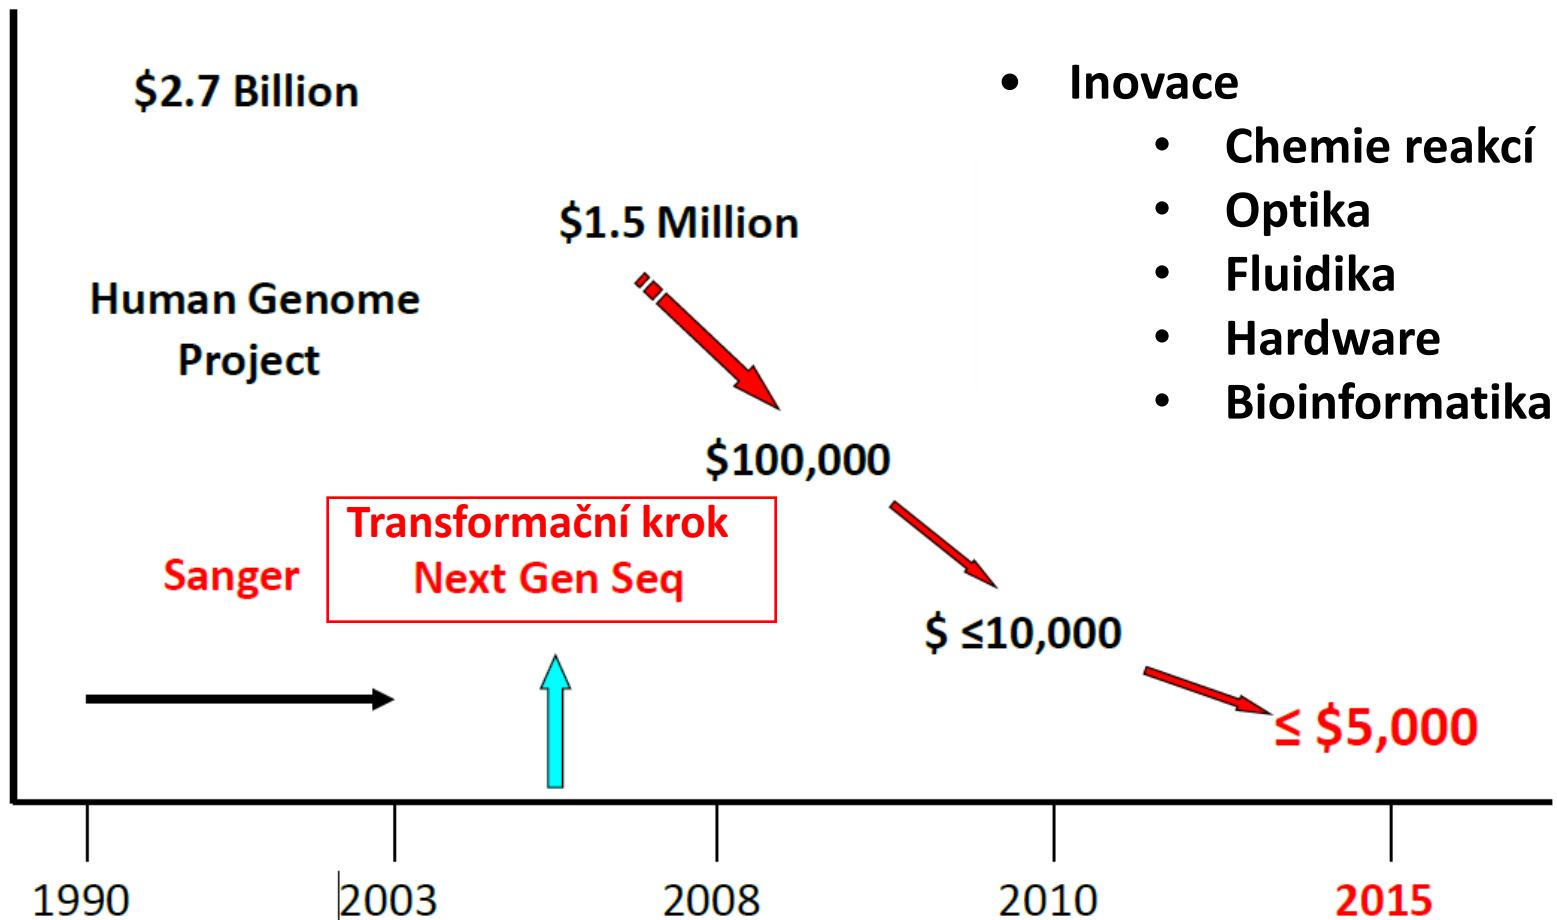 $2.7 Billion
• Inovace
• Chemie reakcí
• Optika
• Fluidika
• Hardware
• Bioinformatika
$1.5 Million
Human Genome
Project
$100,000
Transformační krok
Next Gen Seq
Sanger
$ ≤10,000
≤ $5,000
1990
2003
2008
2010
2015